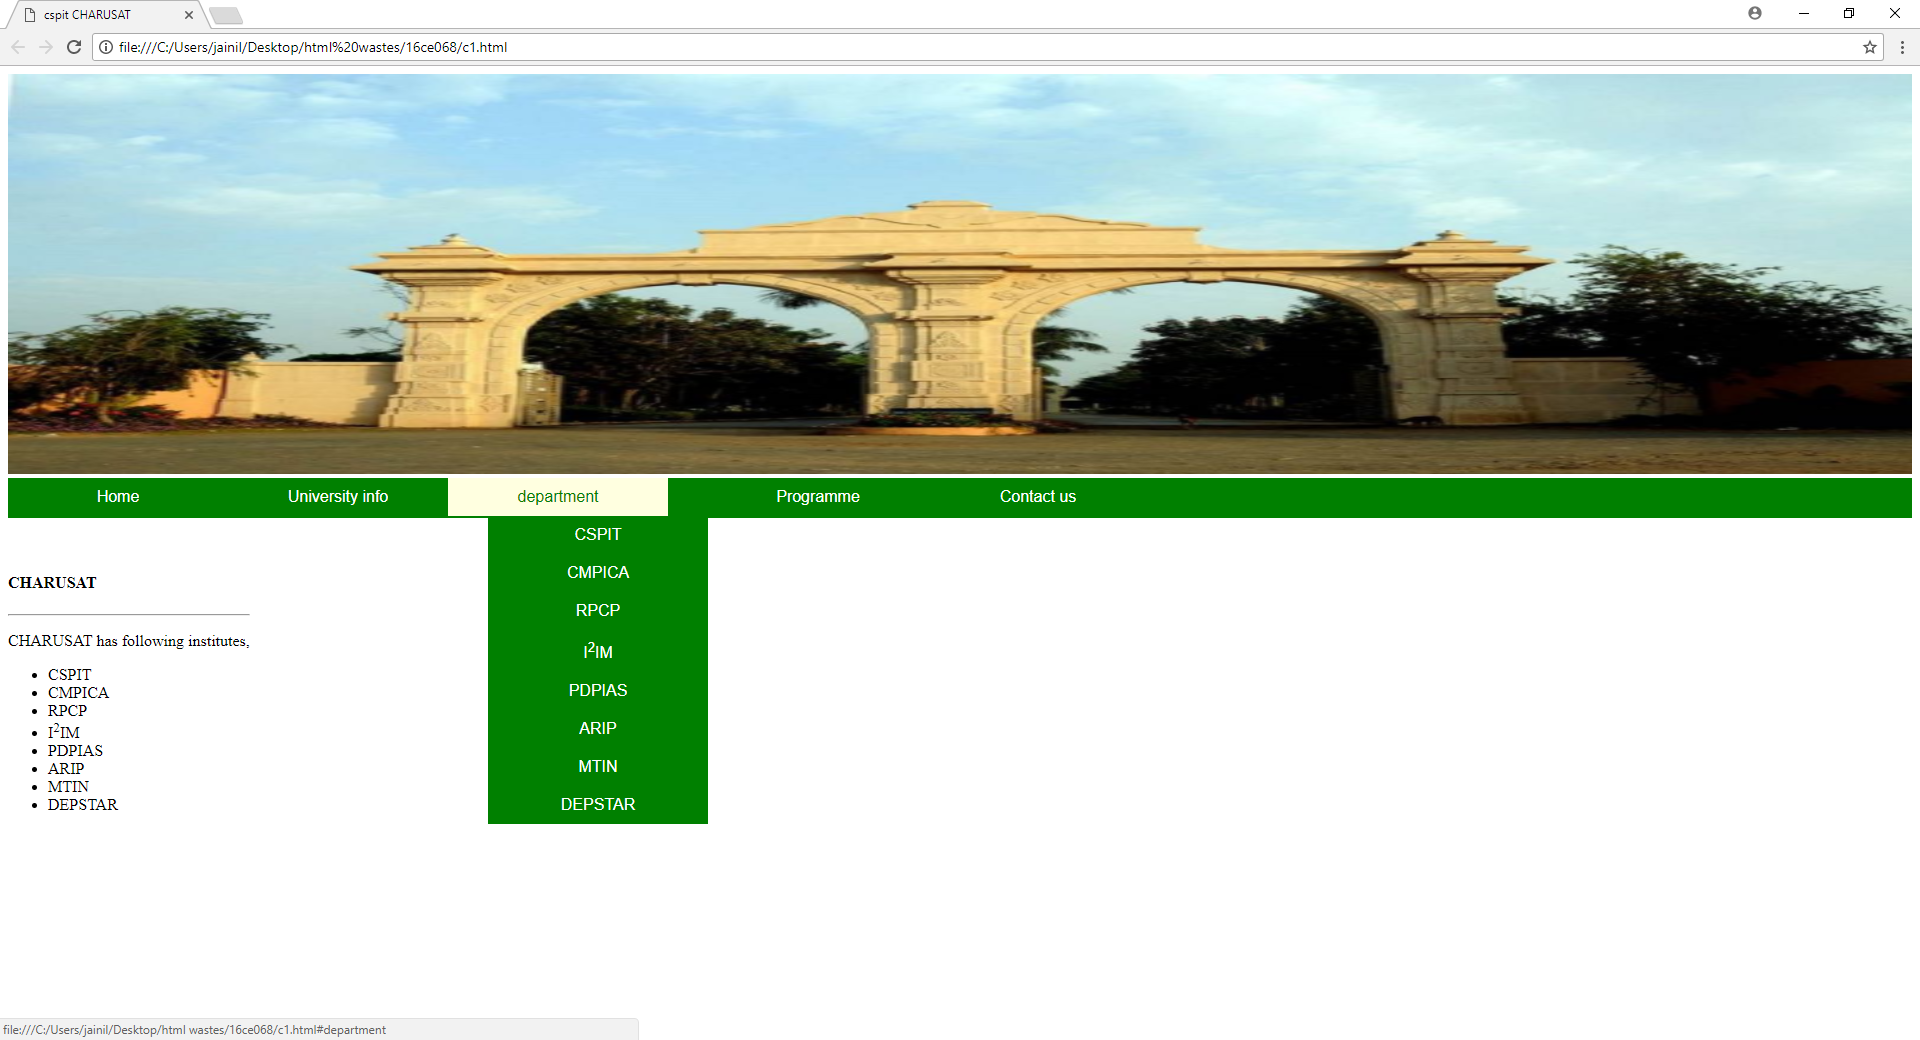 cspit CHARUSAT
file:///C:/Users/jainil/Desktop/html%20wastes/16ce068/c1.html
Home University info department Programme Contact us
CSPIT
CMPICA
RPCP
I²IM
PDPIAS
ARIP
MTIN
DEPSTAR
CHARUSAT
CHARUSAT has following institutes,
CSPIT
CMPICA
RPCP
I²IM
PDPIAS
ARIP
MTIN
DEPSTAR
file:///C:/Users/jainil/Desktop/html wastes/16ce068/c1.html#department